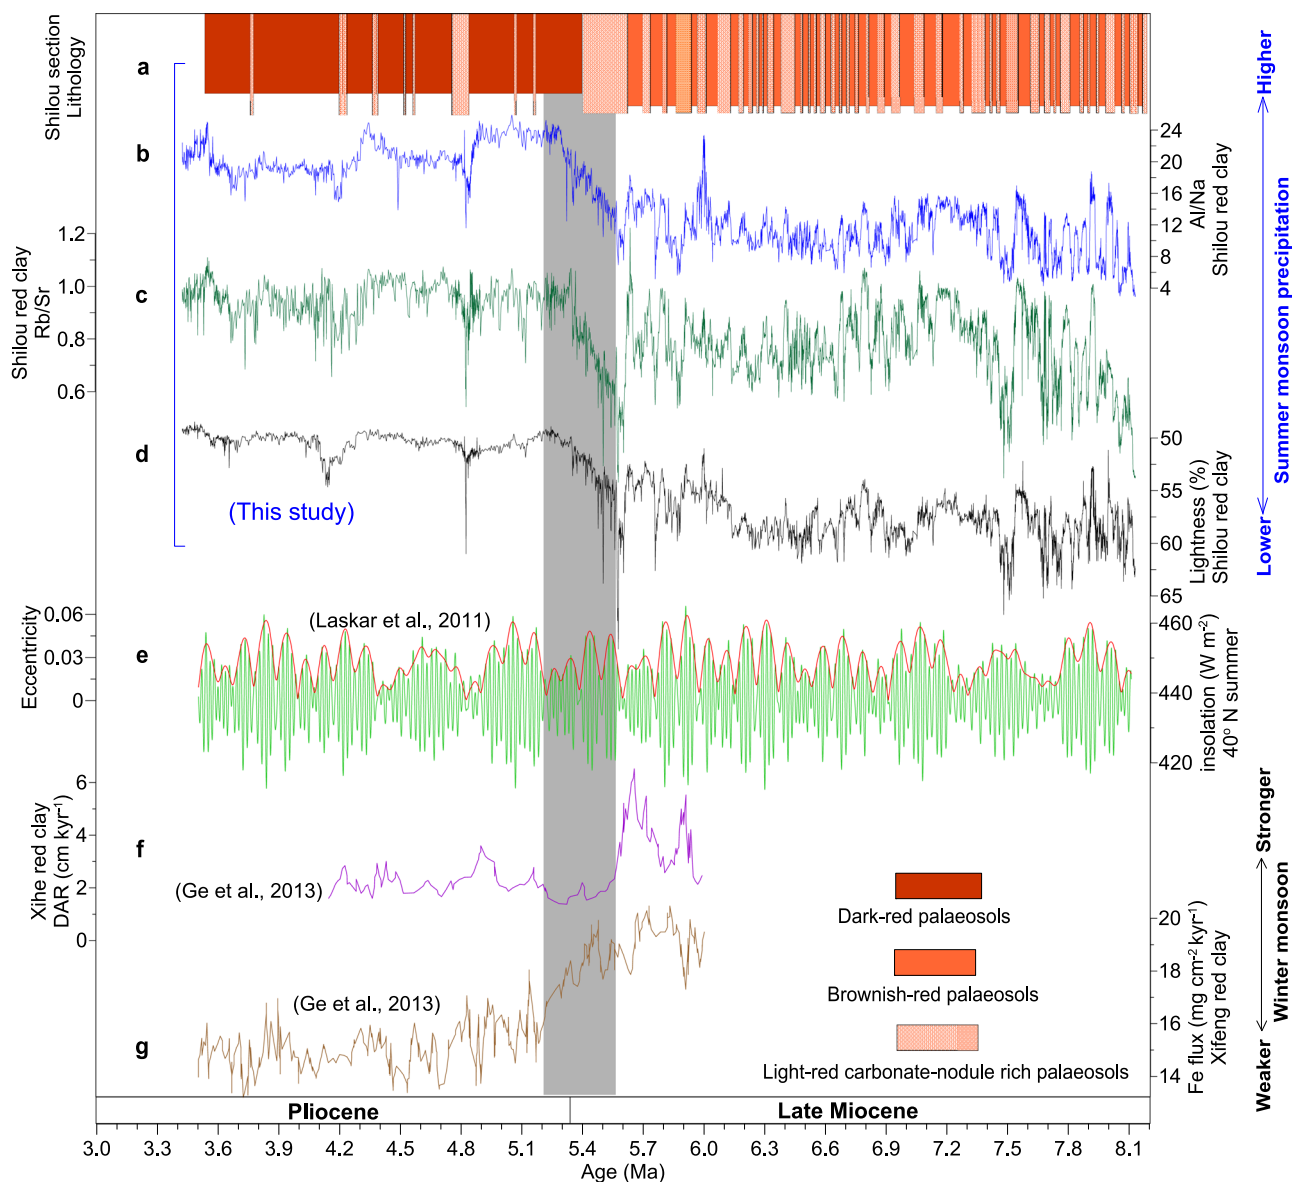 Shilou section
Lithology
a
b
24
20
16
12
8
4
Al/Na
Shilou red clay
Shilou red clay
Rb/Sr
1.2
1.0
0.8
0.6
c
d
(This study)
50
55
60
65
Lightness (%)
Shilou red clay
Lower
Summer monsoon precipitation
Higher
Eccentricity
0.06
0.03
0
(Laskar et al., 2011)
e
460
440
420
insolation (W m-2)
40° N summer
Xihe red clay
DAR (cm kyr-1)
6
4
2
0
f
(Ge et al., 2013)
(Ge et al., 2013)
g
Dark-red palaeosols
Brownish-red palaeosols
Light-red carbonate-nodule rich palaeosols
20
18
16
14
Fe flux (mg cm-2 kyr-1)
Xifeng red clay
Weaker
Winter monsoon
Stronger
Pliocene
Late Miocene
3.0 3.3 3.6 3.9 4.2 4.5 4.8 5.1 5.4 5.7 6.0 6.3 6.6 6.9 7.2 7.5 7.8 8.1
Age (Ma)